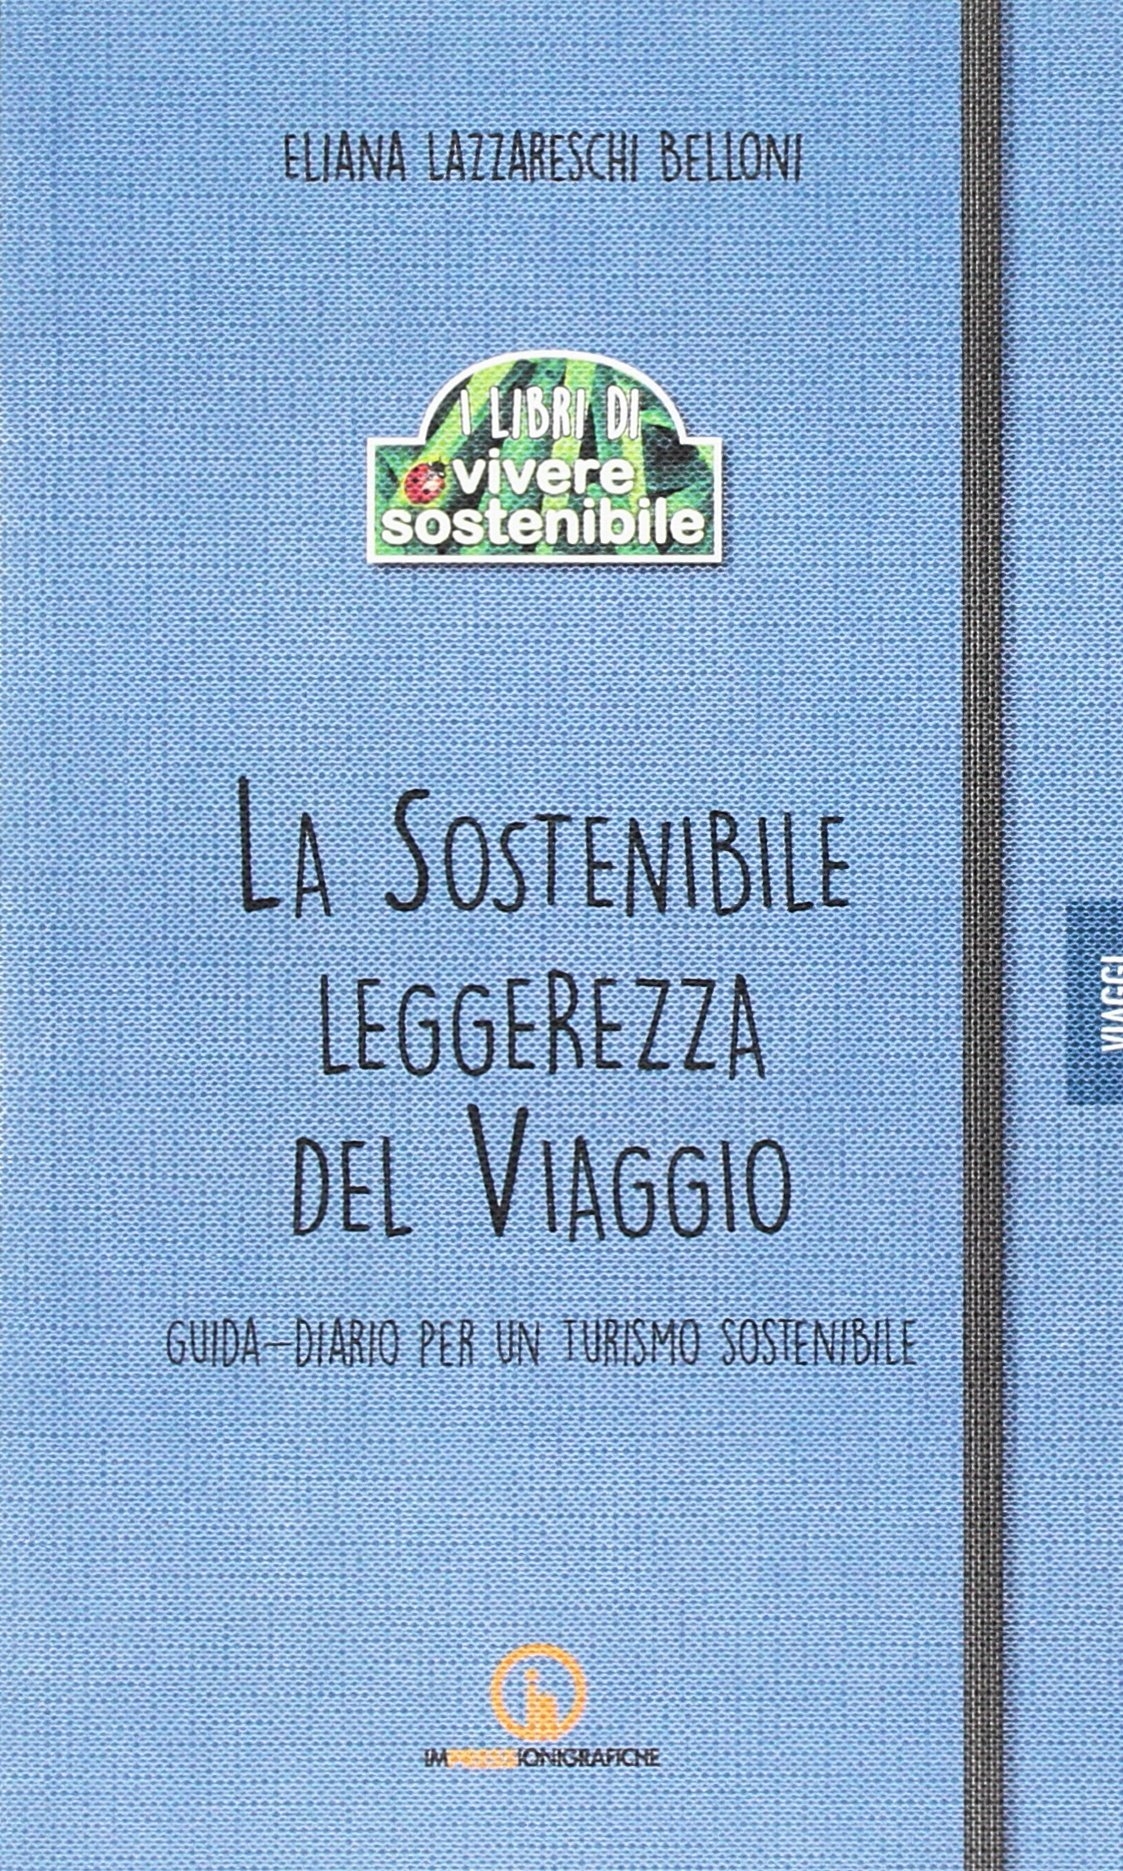 ELIANA LAZZARESCHI BELLONI
I LIBRI DI
vivere
sostenibile
LA SOSTENIBILE
LEGGEREZZA
DEL VIAGGIO
VIAGGI
GUIDA-DIARIO PER UN TURISMO SOSTENIBILE
IMPRESSIONIGRAFICHE